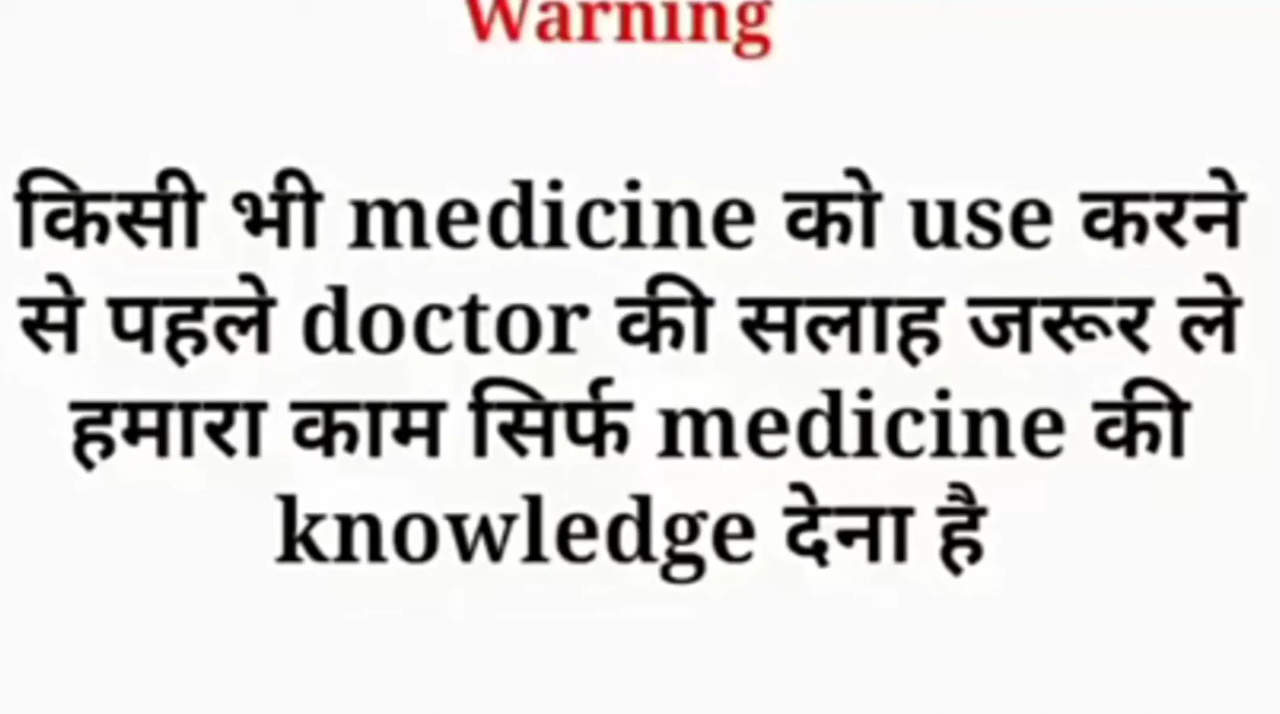 Warning
किसी भी medicine को use करने
से पहले doctor की सलाह जरूर ले
हमारा काम सिर्फ medicine की
knowledge देना है